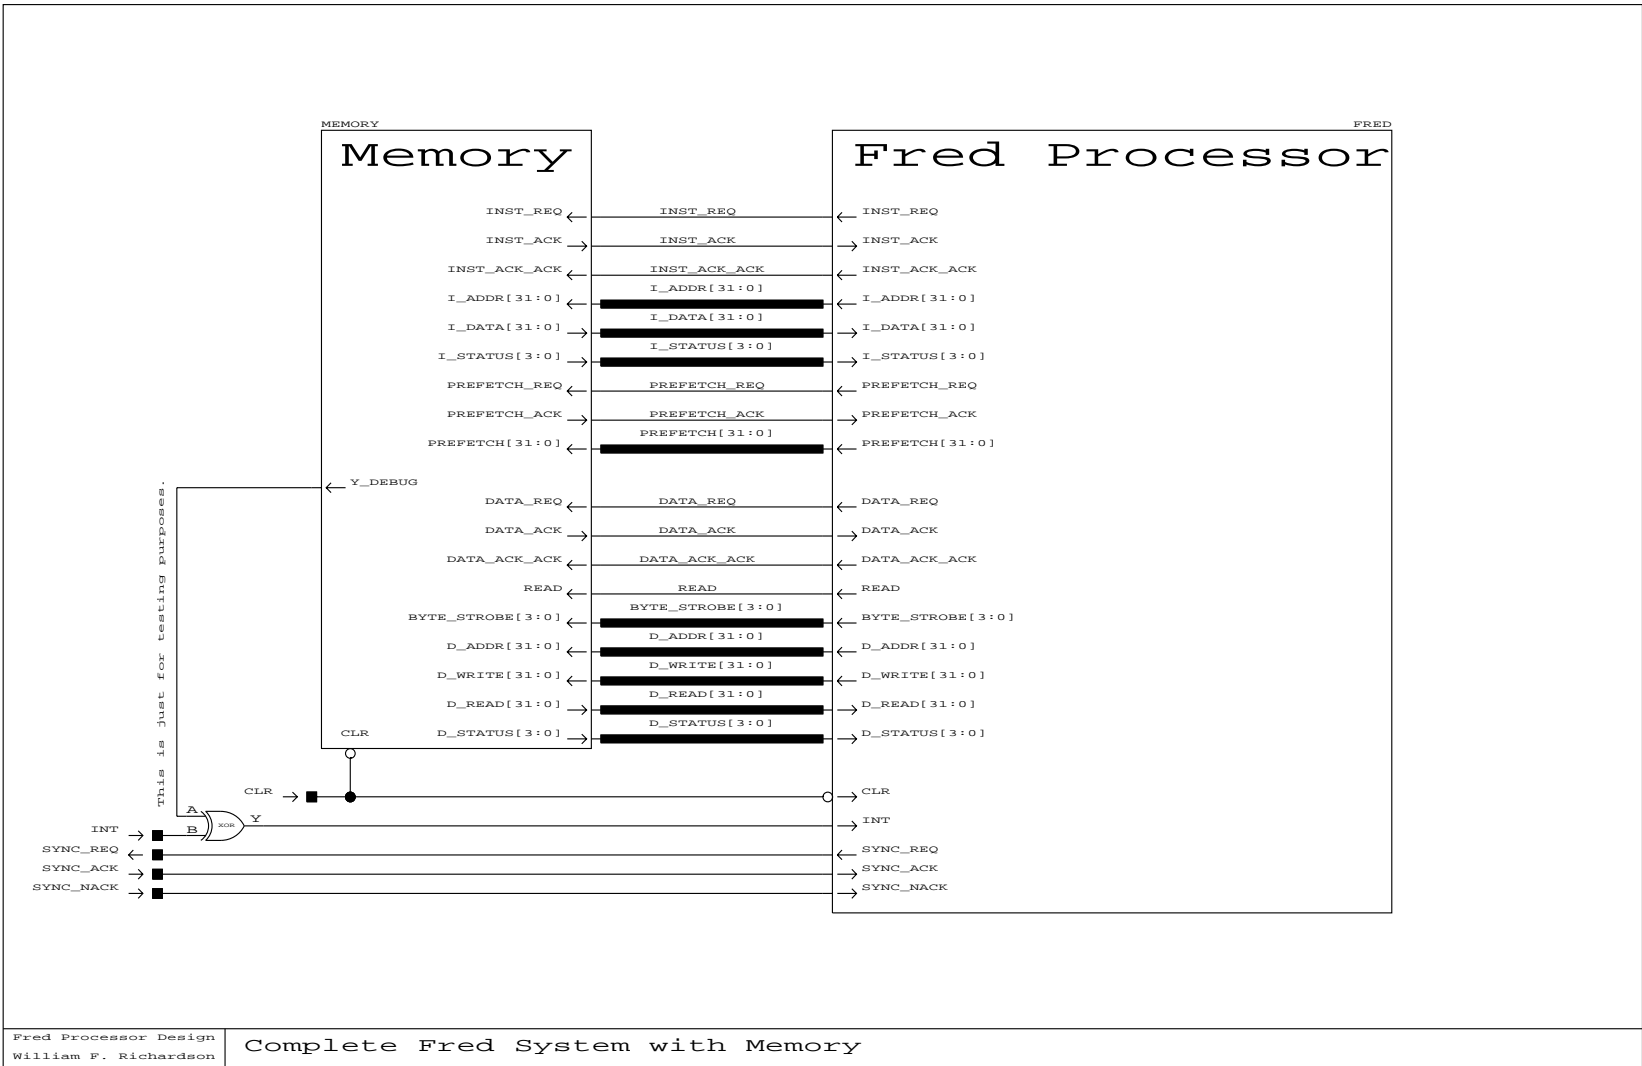 MEMORY
FRED
Memory
Fred Processor
INST_REQ INST_REQ INST_REQ
INST_ACK INST_ACK INST_ACK
INST_ACK_ACK INST_ACK_ACK INST_ACK_ACK
I_ADDR[31:0] I_ADDR[31:0] I_ADDR[31:0]
I_DATA[31:0] I_DATA[31:0] I_DATA[31:0]
I_STATUS[3:0] I_STATUS[3:0] I_STATUS[3:0]
PREFETCH_REQ PREFETCH_REQ PREFETCH_REQ
PREFETCH_ACK PREFETCH_ACK PREFETCH_ACK
PREFETCH[31:0] PREFETCH[31:0] PREFETCH[31:0]
Y_DEBUG
DATA_REQ DATA_REQ DATA_REQ
DATA_ACK DATA_ACK DATA_ACK
DATA_ACK_ACK DATA_ACK_ACK DATA_ACK_ACK
READ READ READ
BYTE_STROBE[3:0] BYTE_STROBE[3:0] BYTE_STROBE[3:0]
D_ADDR[31:0] D_ADDR[31:0] D_ADDR[31:0]
D_WRITE[31:0] D_WRITE[31:0] D_WRITE[31:0]
D_READ[31:0] D_READ[31:0] D_READ[31:0]
CLR D_STATUS[3:0] D_STATUS[3:0] D_STATUS[3:0]
This is just for testing purposes.
CLR CLR
A
B
XOR
Y
INT INT
SYNC_REQ SYNC_REQ
SYNC_ACK SYNC_ACK
SYNC_NACK SYNC_NACK
Fred Processor Design
William F. Richardson
Complete Fred System with Memory